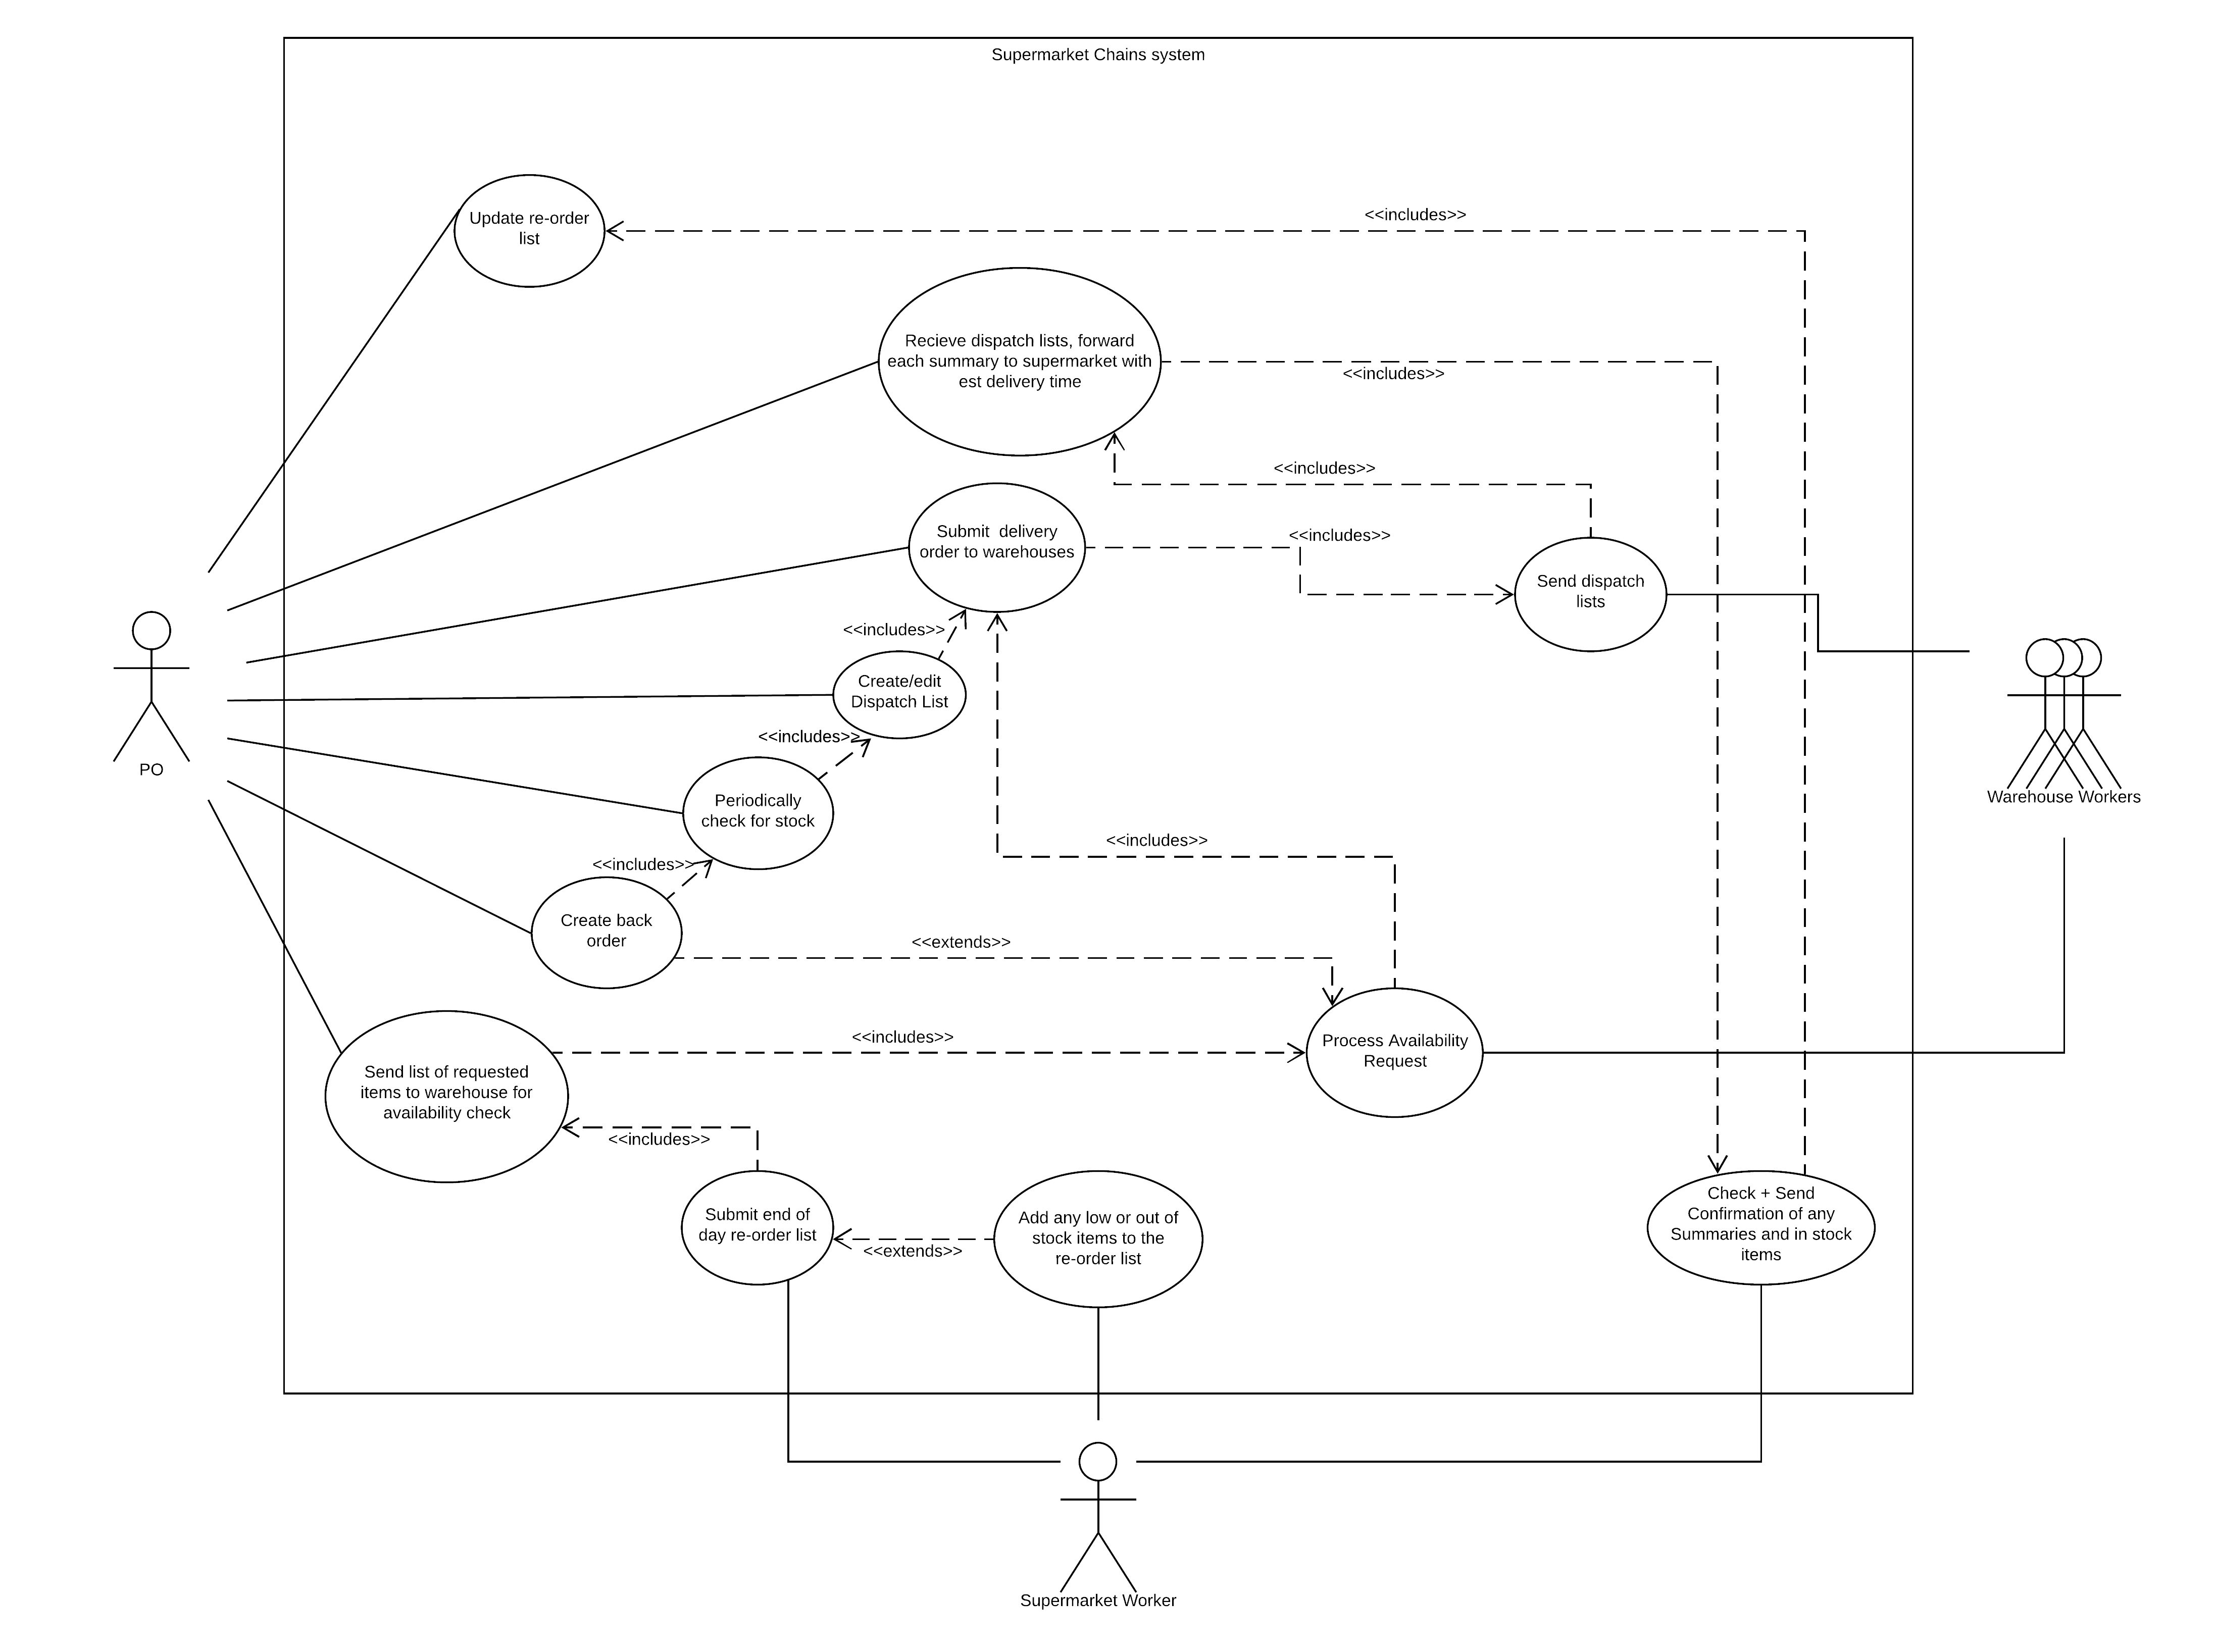 Supermarket Chains system
Update re-order
list
<<includes>>
Recieve dispatch lists, forward
each summary to supermarket with
est delivery time
<<includes>>
<<includes>>
Submit  delivery
order to warehouses
<<includes>>
Send dispatch
lists
<<includes>>
Create/edit
Dispatch List
<<includes>>
PO
Warehouse Workers
Periodically
check for stock
<<includes>>
<<includes>>
Create back
order
<<extends>>
<<includes>>
Process Availability
Request
Send list of requested
items to warehouse for
availability check
<<includes>>
Submit end of
day re-order list
<<extends>>
Add any low or out of
stock items to the
re-order list
Check + Send
Confirmation of any
Summaries and in stock
items
Supermarket Worker